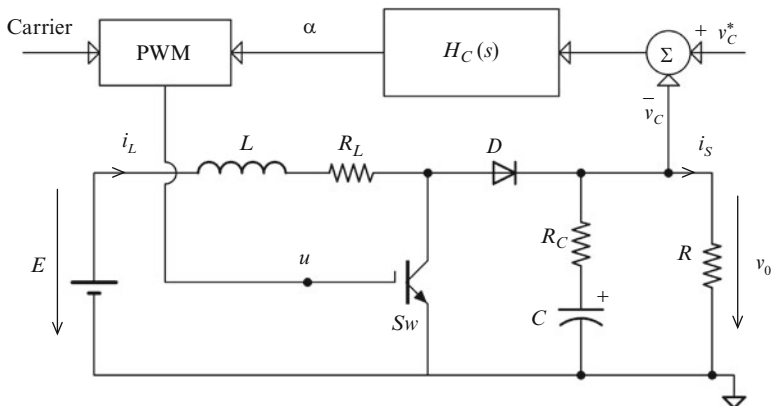 Carrier
PWM
α
H_C(s)
Σ
+ v_C^*
− v_C
i_L
L
R_L
D
i_S
E
u
Sw
R_C
C
+
R
v_0